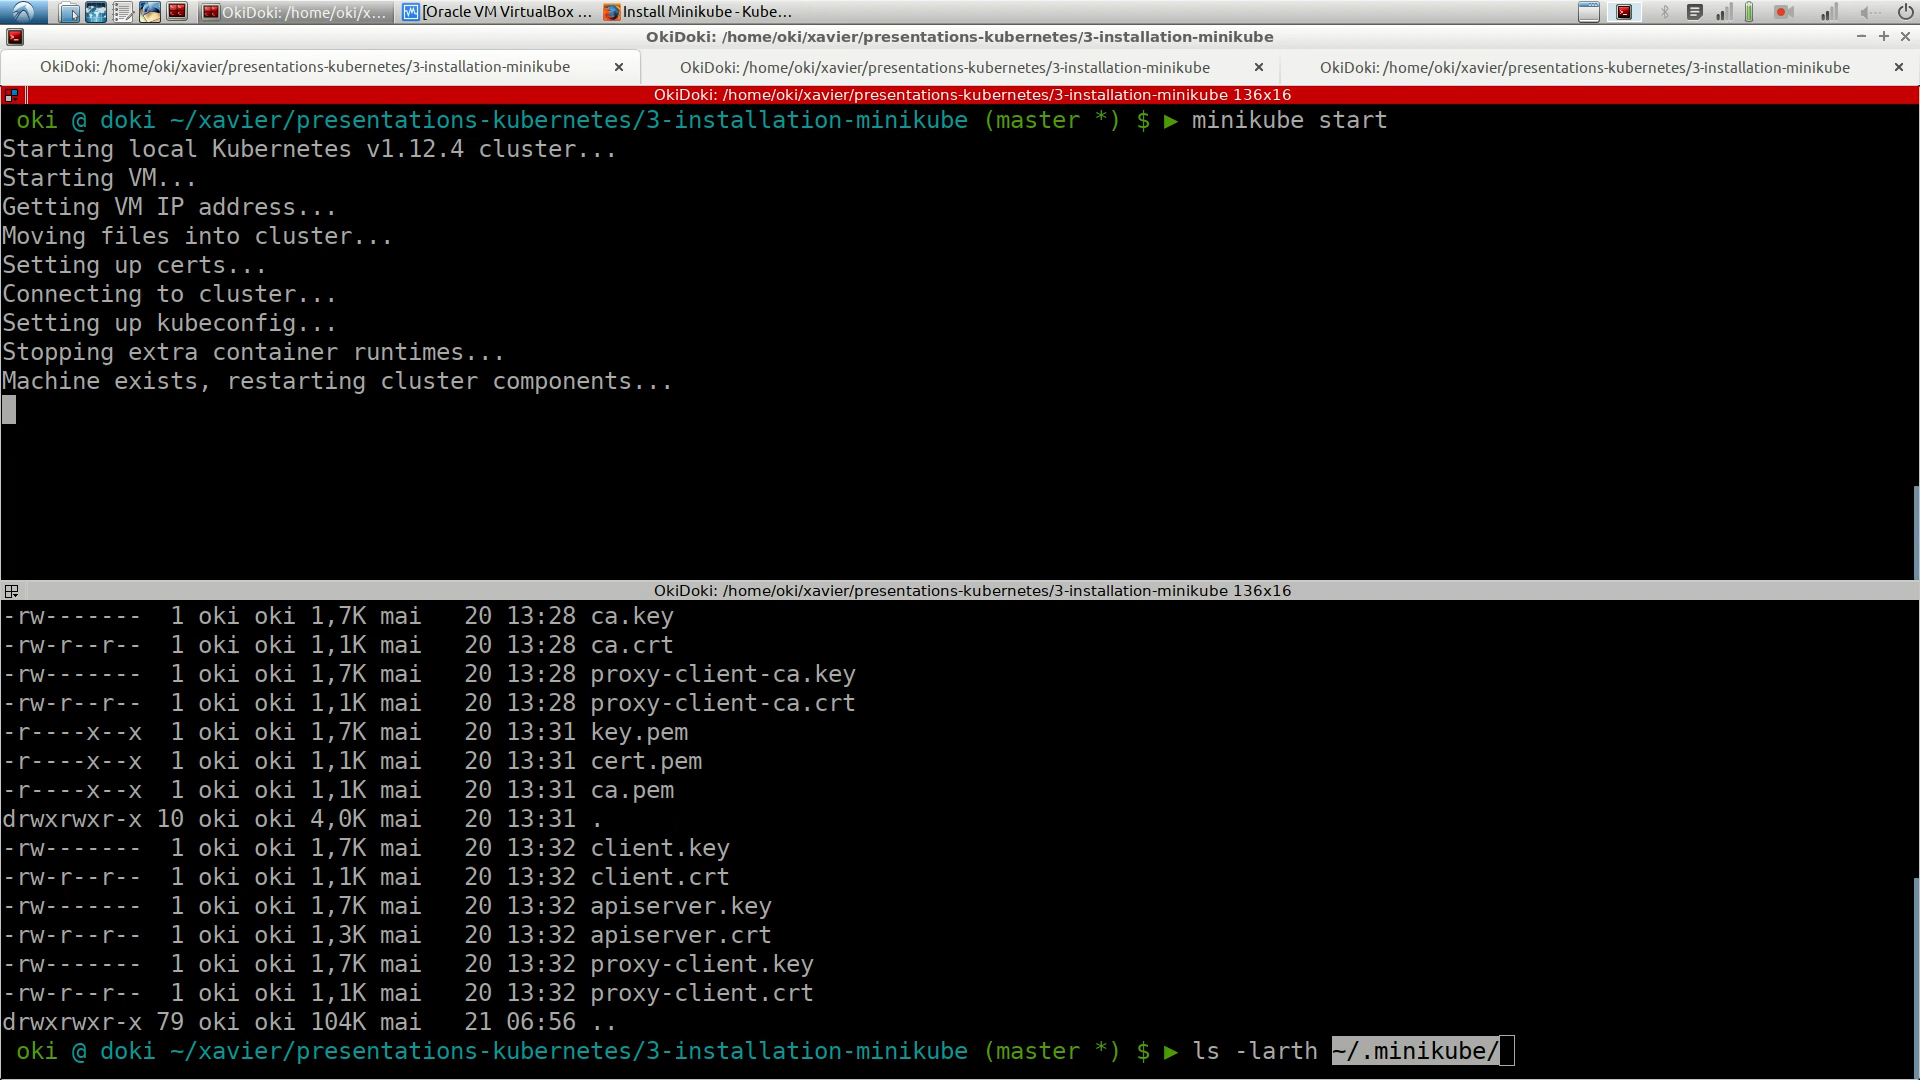 OkiDoki: /home/oki/x... [Oracle VM VirtualBox ... Install Minikube - Kube...
OkiDoki: /home/oki/xavier/presentations-kubernetes/3-installation-minikube
OkiDoki: /home/oki/xavier/presentations-kubernetes/3-installation-minikube OkiDoki: /home/oki/xavier/presentations-kubernetes/3-installation-minikube OkiDoki: /home/oki/xavier/presentations-kubernetes/3-installation-minikube
OkiDoki: /home/oki/xavier/presentations-kubernetes/3-installation-minikube 136x16
oki @ doki ~/xavier/presentations-kubernetes/3-installation-minikube (master *) $ ► minikube start
Starting local Kubernetes v1.12.4 cluster...
Starting VM...
Getting VM IP address...
Moving files into cluster...
Setting up certs...
Connecting to cluster...
Setting up kubeconfig...
Stopping extra container runtimes...
Machine exists, restarting cluster components...
OkiDoki: /home/oki/xavier/presentations-kubernetes/3-installation-minikube 136x16
-rw-------  1 oki oki 1,7K mai   20 13:28 ca.key
-rw-r--r--  1 oki oki 1,1K mai   20 13:28 ca.crt
-rw-------  1 oki oki 1,7K mai   20 13:28 proxy-client-ca.key
-rw-r--r--  1 oki oki 1,1K mai   20 13:28 proxy-client-ca.crt
-r----x--x  1 oki oki 1,7K mai   20 13:31 key.pem
-r----x--x  1 oki oki 1,1K mai   20 13:31 cert.pem
-r----x--x  1 oki oki 1,1K mai   20 13:31 ca.pem
drwxrwxr-x 10 oki oki 4,0K mai   20 13:31 .
-rw-------  1 oki oki 1,7K mai   20 13:32 client.key
-rw-r--r--  1 oki oki 1,1K mai   20 13:32 client.crt
-rw-------  1 oki oki 1,7K mai   20 13:32 apiserver.key
-rw-r--r--  1 oki oki 1,3K mai   20 13:32 apiserver.crt
-rw-------  1 oki oki 1,7K mai   20 13:32 proxy-client.key
-rw-r--r--  1 oki oki 1,1K mai   20 13:32 proxy-client.crt
drwxrwxr-x 79 oki oki 104K mai   21 06:56 ..
oki @ doki ~/xavier/presentations-kubernetes/3-installation-minikube (master *) $ ► ls -larth ~/.minikube/